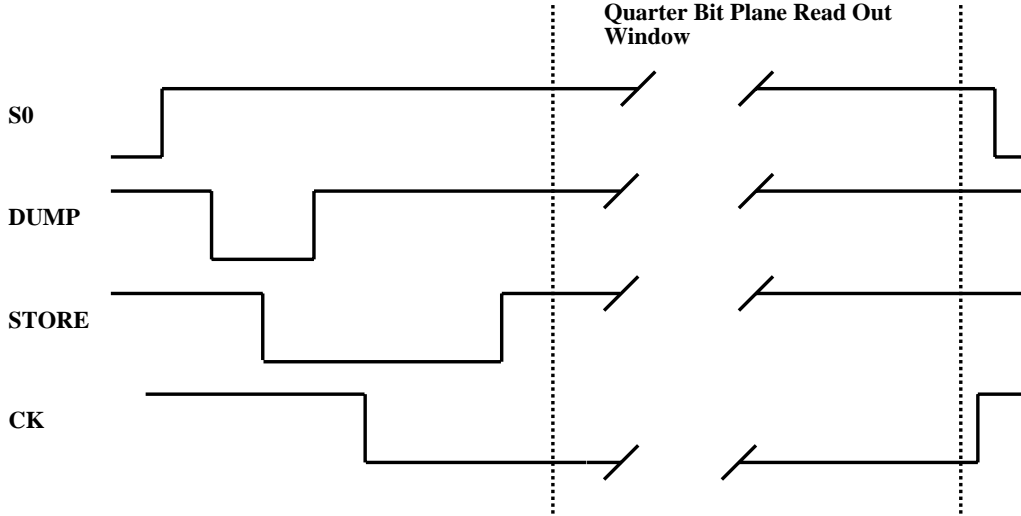 Quarter Bit Plane Read Out
Window
S0
DUMP
STORE
CK